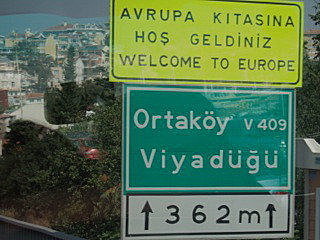 AVRUPA KITASINA
HOŞ GELDİNİZ
WELCOME TO EUROPE
Ortaköy V 409
Viyadüğü
362m